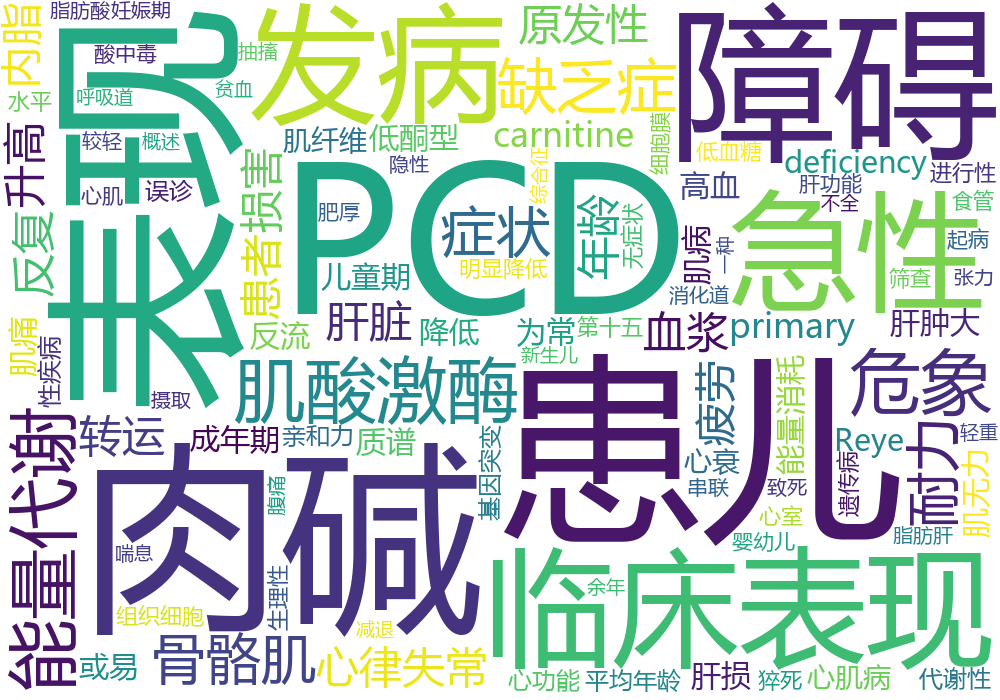 脂肪酸妊娠期
内脂
酸中毒
抽搐
发病
原发性
障碍
水平
呼吸道
贫血
缺乏症
表现
升高
较轻
概述
肌纤维
低酮型
carnitine
细胞膜
低血糖
deficiency
进行性
心肌
误诊
损害
隐性
综合征
高血
肝功能
不全
食管
PCD
肥厚
症状
年龄
无症状
急性
反复
患者
肌病
一种
起病
儿童期
明显降低
筛查
张力
消化道
肌痛
反流
肝脏
降低
为常
第十五
血浆
primary
肝肿大
性疾病
新生儿
摄取
肌酸激酶
患儿
疲劳
能量消耗
危象
能量代谢
转运
成年期
亲和力
质谱
Reye
轻重
肉碱
基因突变
心衰
耐力
肌无力
腹痛
串联
致死
遗传病
心室
脂肪肝
喘息
婴幼儿
临床表现
生理性
余年
组织细胞
减退
或易
骨骼肌
心律失常
心功能
平均年龄
肝损
猝死
心肌病
代谢性